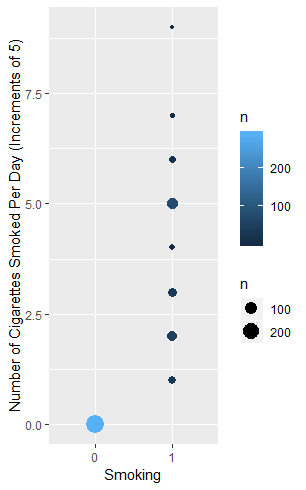 Number of Cigarettes Smoked Per Day (Increments of 5)
7.5
5.0
2.5
0.0
0
1
Smoking
n
200
100
n
100
200